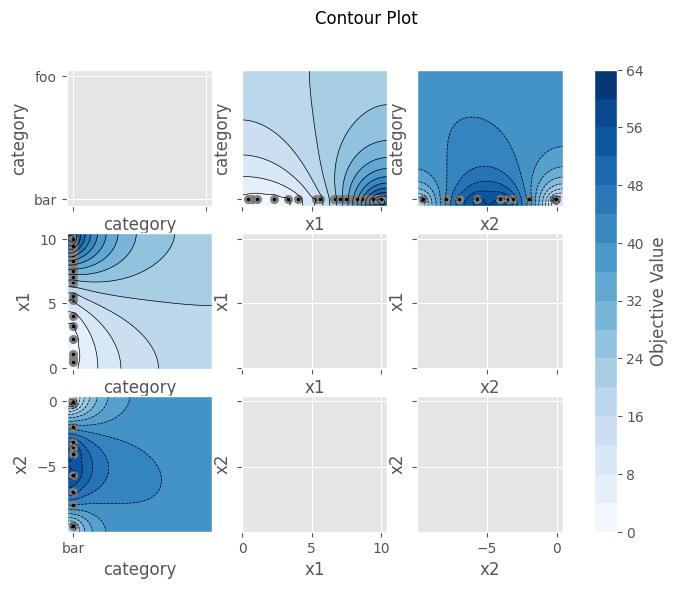 Contour Plot
foo
category
bar
category
category
x1
category
x2
10
x1
5
0
category
x1
x1
x1
x2
0
x2
−5
bar
category
x2
0
5
10
x1
x2
−5
0
x2
64
56
48
40
32
24
16
8
0
Objective Value